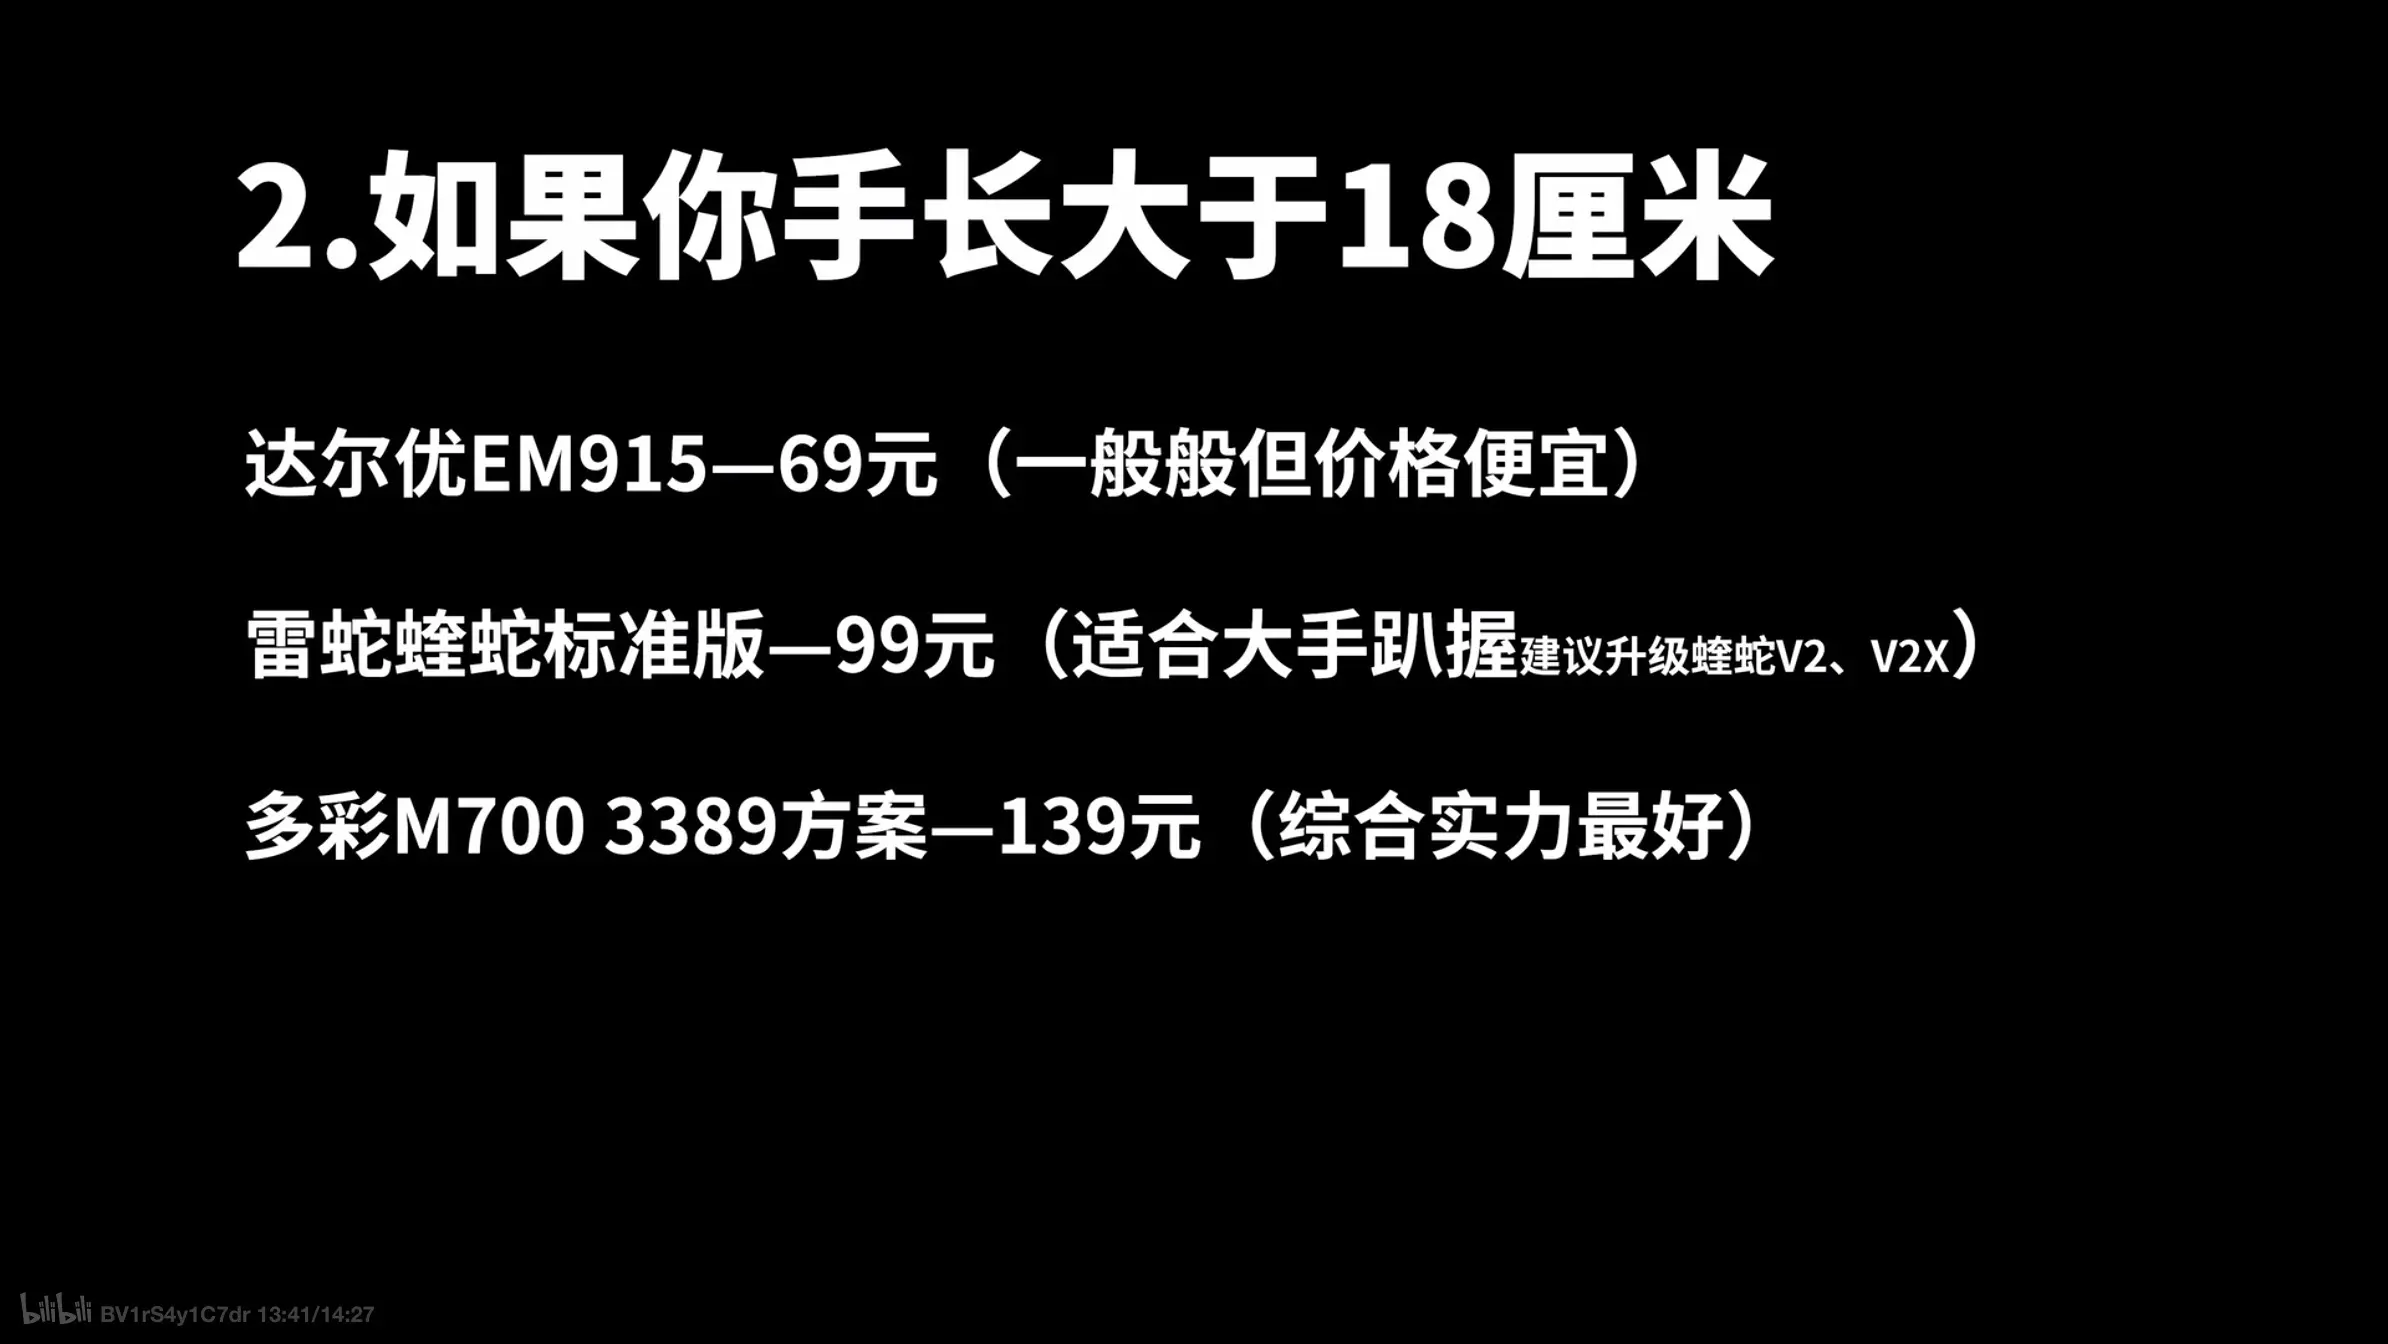 2.如果你手长大于18厘米
达尔优EM915—69元（一般般但价格便宜）
雷蛇蝰蛇标准版—99元（适合大手趴握建议升级蝰蛇V2、V2X）
多彩M700 3389方案—139元（综合实力最好）
bilibili BV1rS4y1C7dr 13:41/14:27